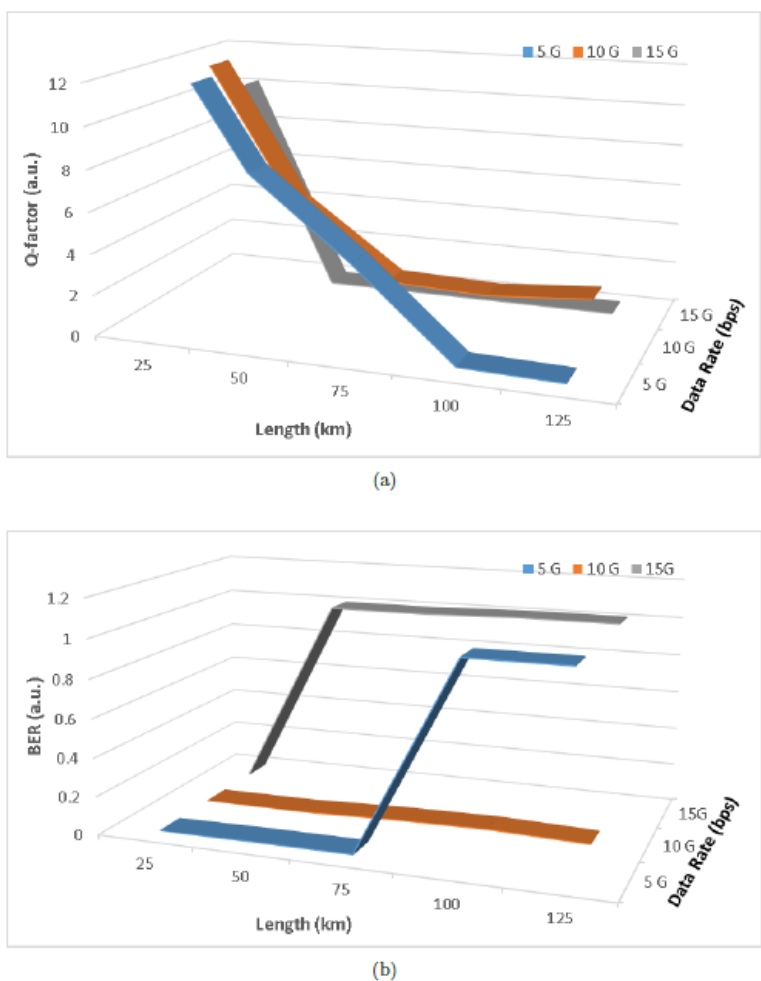 5 G 10 G 15 G
12
10
8
6
4
2
0
Q-factor (a.u.)
25
50
75
100
125
Length (km)
15 G
10 G
5 G
Data Rate (bps)
(a)
5 G 10 G 15G
1.2
1
0.8
0.6
0.4
0.2
0
BER (a.u.)
25
50
75
100
125
Length (km)
15G
10 G
5 G
Data Rate (bps)
(b)